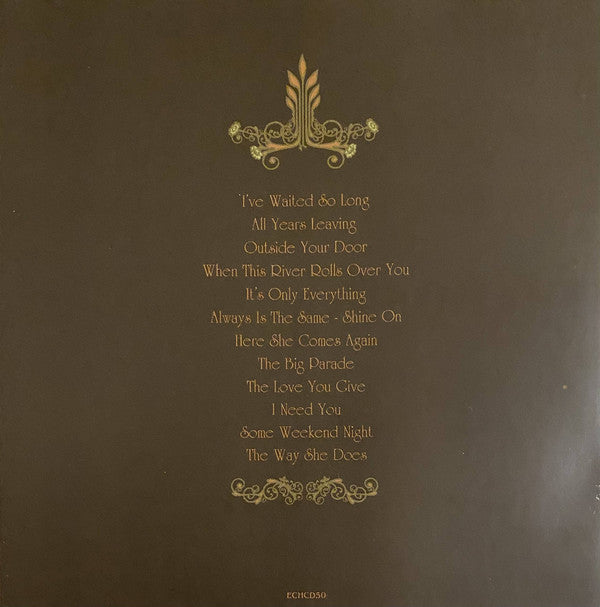 I've Waited So Long
All Years Leaving
Outside Your Door
When This River Rolls Over You
It's Only Everything
Always Is The Same - Shine On
Here She Comes Again
The Big Parade
The Love You Give
I Need You
Some Weekend Night
The Way She Does
ECHCD50